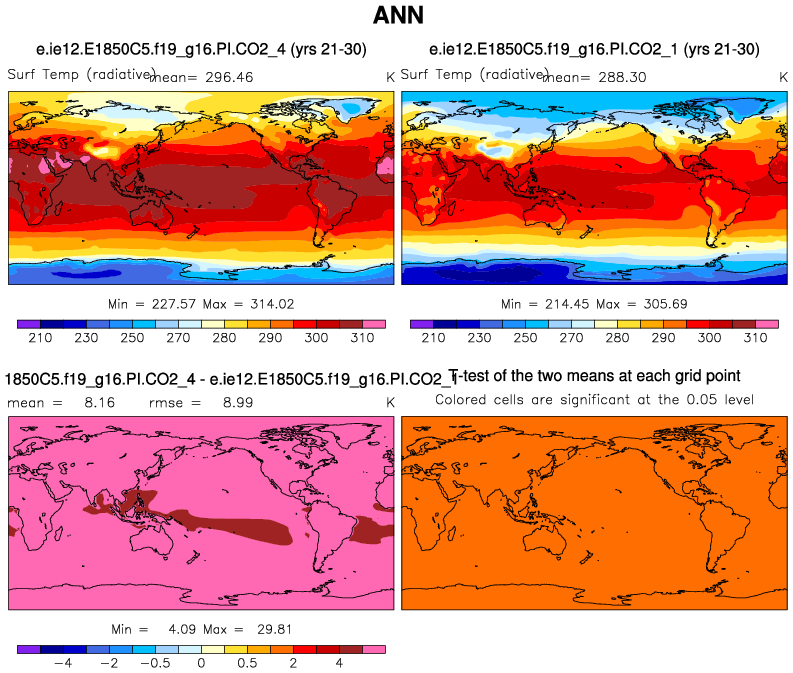 ANN
e.ie12.E1850C5.f19_g16.PI.CO2_4 (yrs 21-30)
e.ie12.E1850C5.f19_g16.PI.CO2_1 (yrs 21-30)
Surf Temp (radiative) mean= 296.46 K
Surf Temp (radiative) mean= 288.30 K
Min = 227.57 Max = 314.02
Min = 214.45 Max = 305.69
210 230 250 260 270 280 290 300 310
210 230 250 260 270 280 290 300 310
1850C5.f19_g16.PI.CO2_4 - e.ie12.E1850C5.f19_g16.PI.CO2_1
T-test of the two means at each grid point
mean = 8.16 rmse = 8.99 K
Colored cells are significant at the 0.05 level
Min = 4.09 Max = 29.81
-4 -2 -0.5 0 0.5 2 4